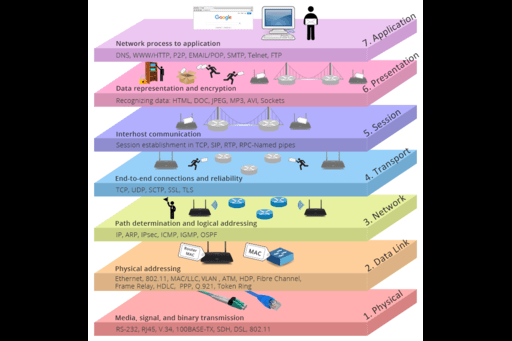 Google
7. Application
Network process to application
DNS, WWW/HTTP, P2P, EMAIL/POP, SMTP, Telnet, FTP
6. Presentation
Data representation and encryption
Recognizing data: HTML, DOC, JPEG, MP3, AVI, Sockets
5. Session
Interhost communication
Session establishment in TCP, SIP, RTP, RPC-Named pipes
4. Transport
End-to-end connections and reliability
TCP, UDP, SCTP, SSL, TLS
3. Network
Path determination and logical addressing
IP, ARP, IPsec, ICMP, IGMP, OSPF
2. Data Link
Router
MAC
MAC
Physical addressing
Ethernet, 802.11, MAC/LLC, VLAN , ATM, HDP, Fibre Channel,
Frame Relay, HDLC, PPP, Q.921, Token Ring
1. Physical
Media, signal, and binary transmission
RS-232, RJ45, V.34, 100BASE-TX, SDH, DSL, 802.11